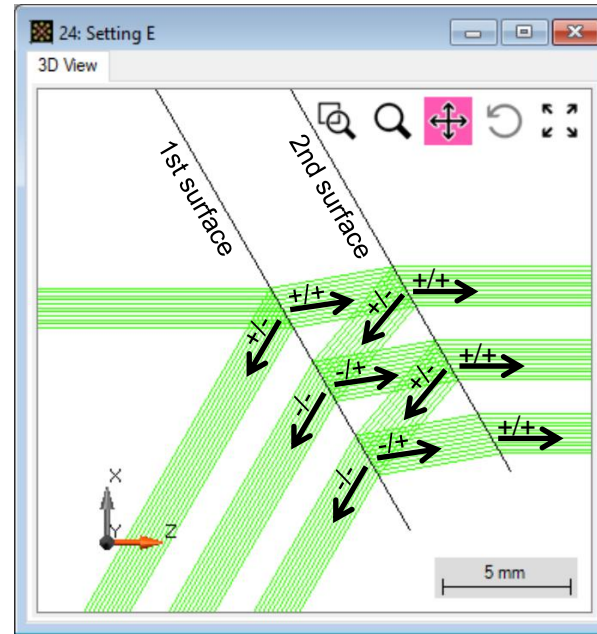 24: Setting E
3D View
1st surface
2nd surface
+/+
+/+
+/-
+/-
-/+
+/+
+/-
-/-
-/+
+/+
-/-
X
Y
Z
5 mm